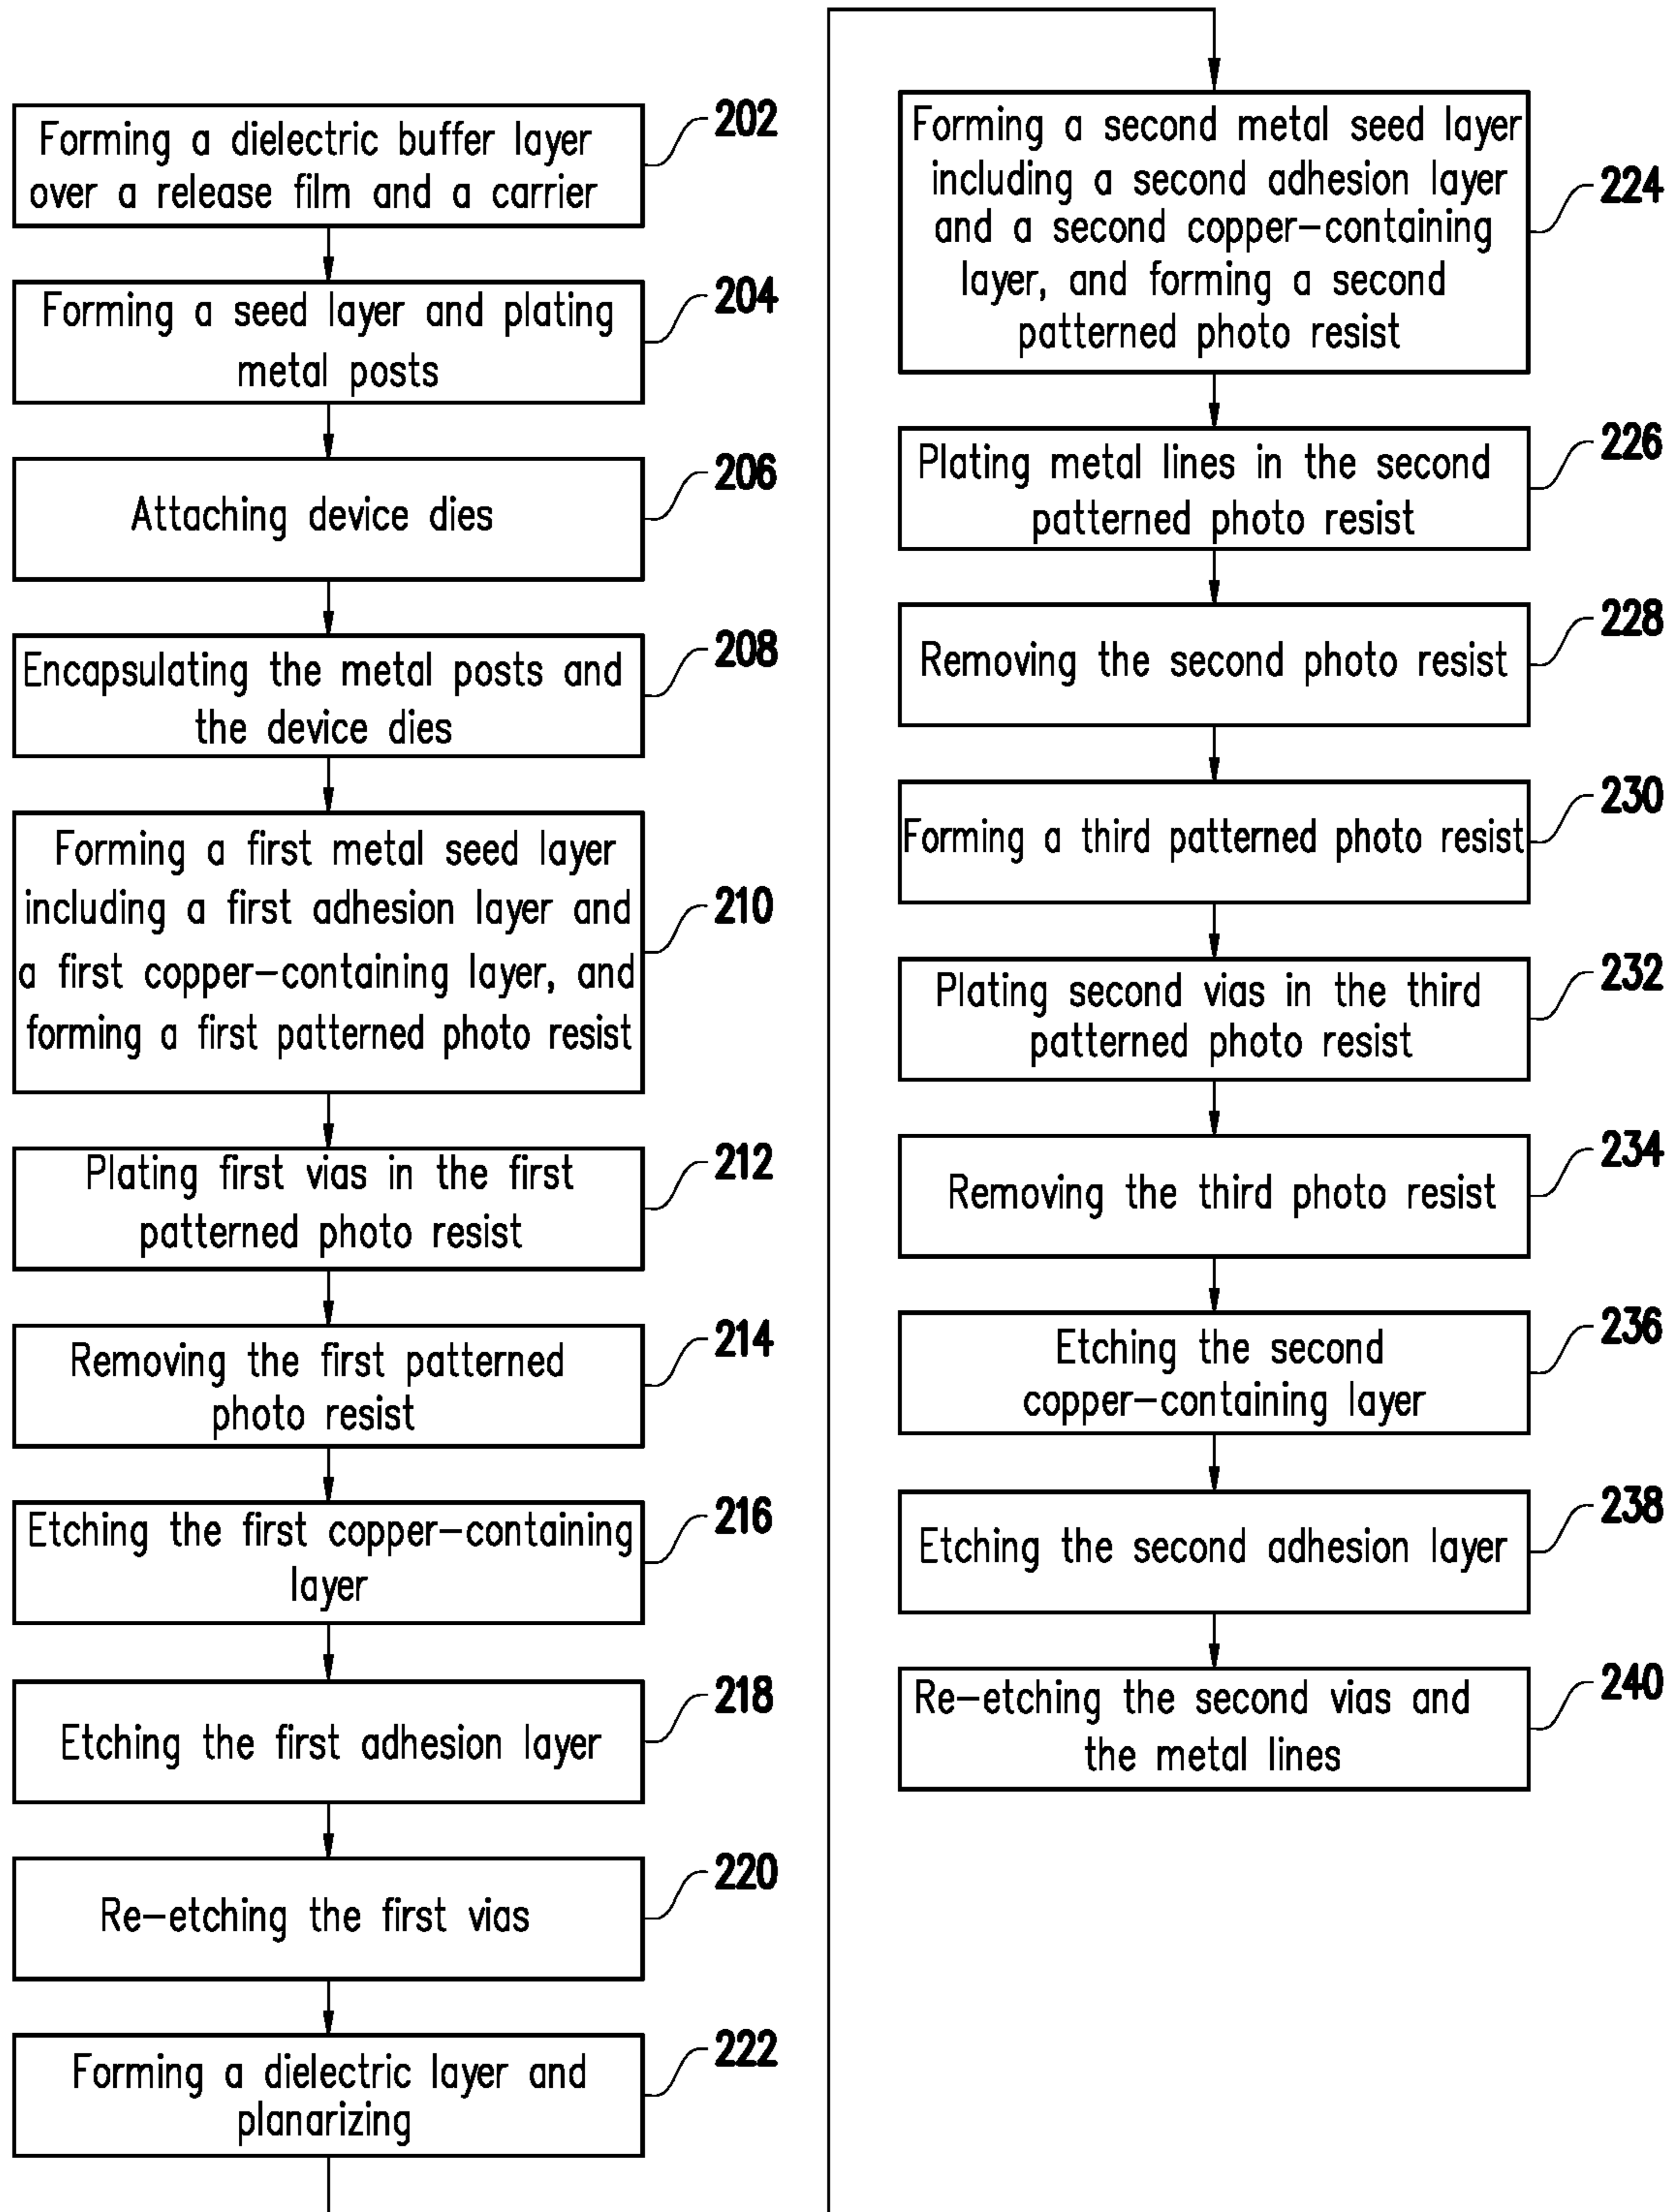 Forming a dielectric buffer layer
over a release film and a carrier
202
Forming a seed layer and plating
metal posts
204
Attaching device dies
206
Encapsulating the metal posts and
the device dies
208
Forming a first metal seed layer
including a first adhesion layer and
a first copper-containing layer, and
forming a first patterned photo resist
210
Plating first vias in the first
patterned photo resist
212
Removing the first patterned
photo resist
214
Etching the first copper-containing
layer
216
Etching the first adhesion layer
218
Re-etching the first vias
220
Forming a dielectric layer and
planarizing
222
Forming a second metal seed layer
including a second adhesion layer
and a second copper-containing
layer, and forming a second
patterned photo resist
224
Plating metal lines in the second
patterned photo resist
226
Removing the second photo resist
228
Forming a third patterned photo resist
230
Plating second vias in the third
patterned photo resist
232
Removing the third photo resist
234
Etching the second
copper-containing layer
236
Etching the second adhesion layer
238
Re-etching the second vias and
the metal lines
240